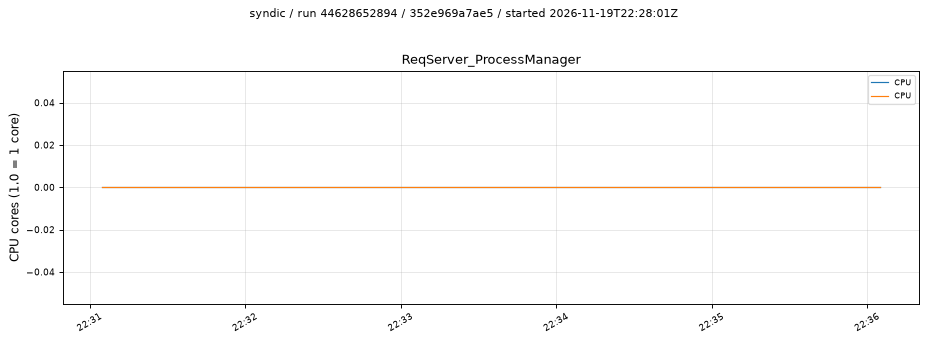 syndic / run 44628652894 / 352e969a7ae5 / started 2026-11-19T22:28:01Z
ReqServer_ProcessManager
CPU
CPU
CPU cores (1.0 = 1 core)
0.04
0.02
0.00
−0.02
−0.04
22:31
22:32
22:33
22:34
22:35
22:36